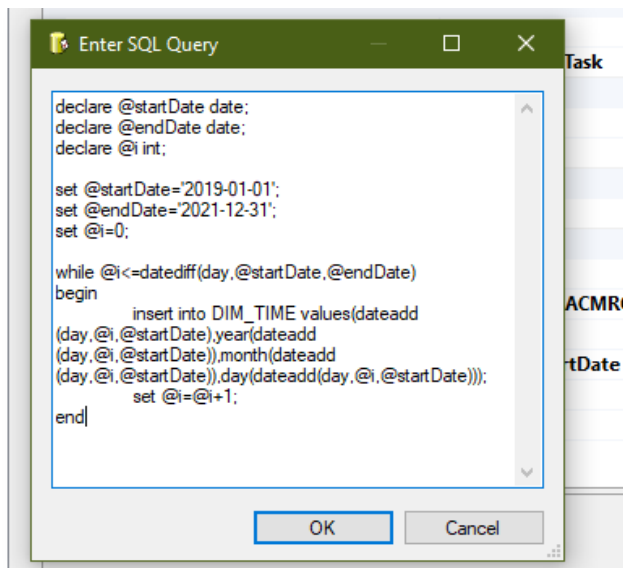 Enter SQL Query
Task
declare @startDate date;
declare @endDate date;
declare @i int;
set @startDate='2019-01-01';
set @endDate='2021-12-31';
set @i=0;
while @i<=datediff(day,@startDate,@endDate)
begin
insert into DIM_TIME values(dateadd
(day,@i,@startDate),year(dateadd
(day,@i,@startDate)),month(dateadd
(day,@i,@startDate)),day(dateadd(day,@i,@startDate)));
set @i=@i+1;
end
ACMR
rtDate
OK
Cancel